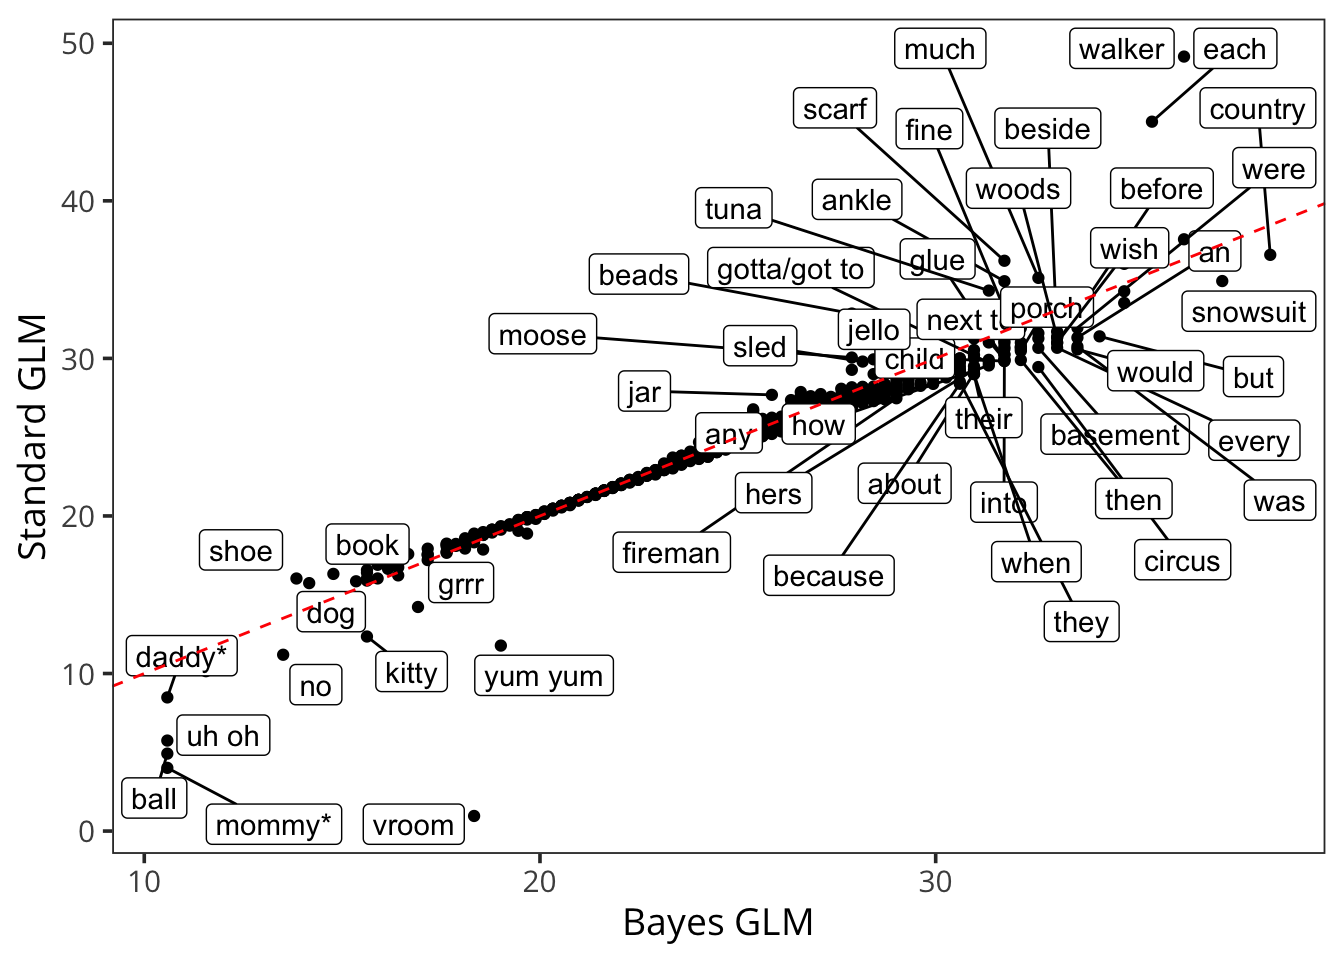 50
40
30
20
10
0
Standard GLM
10
20
30
Bayes GLM
much
walker
each
scarf
fine
beside
country
were
woods
before
tuna
ankle
wish
an
glue
gotta/got to
beads
snowsuit
porch
next t
jello
moose
sled
child
would
but
jar
their
how
any
basement
every
about
hers
into
then
was
shoe
book
fireman
because
when
circus
grrr
dog
they
daddy*
kitty
no
yum yum
uh oh
ball
mommy*
vroom